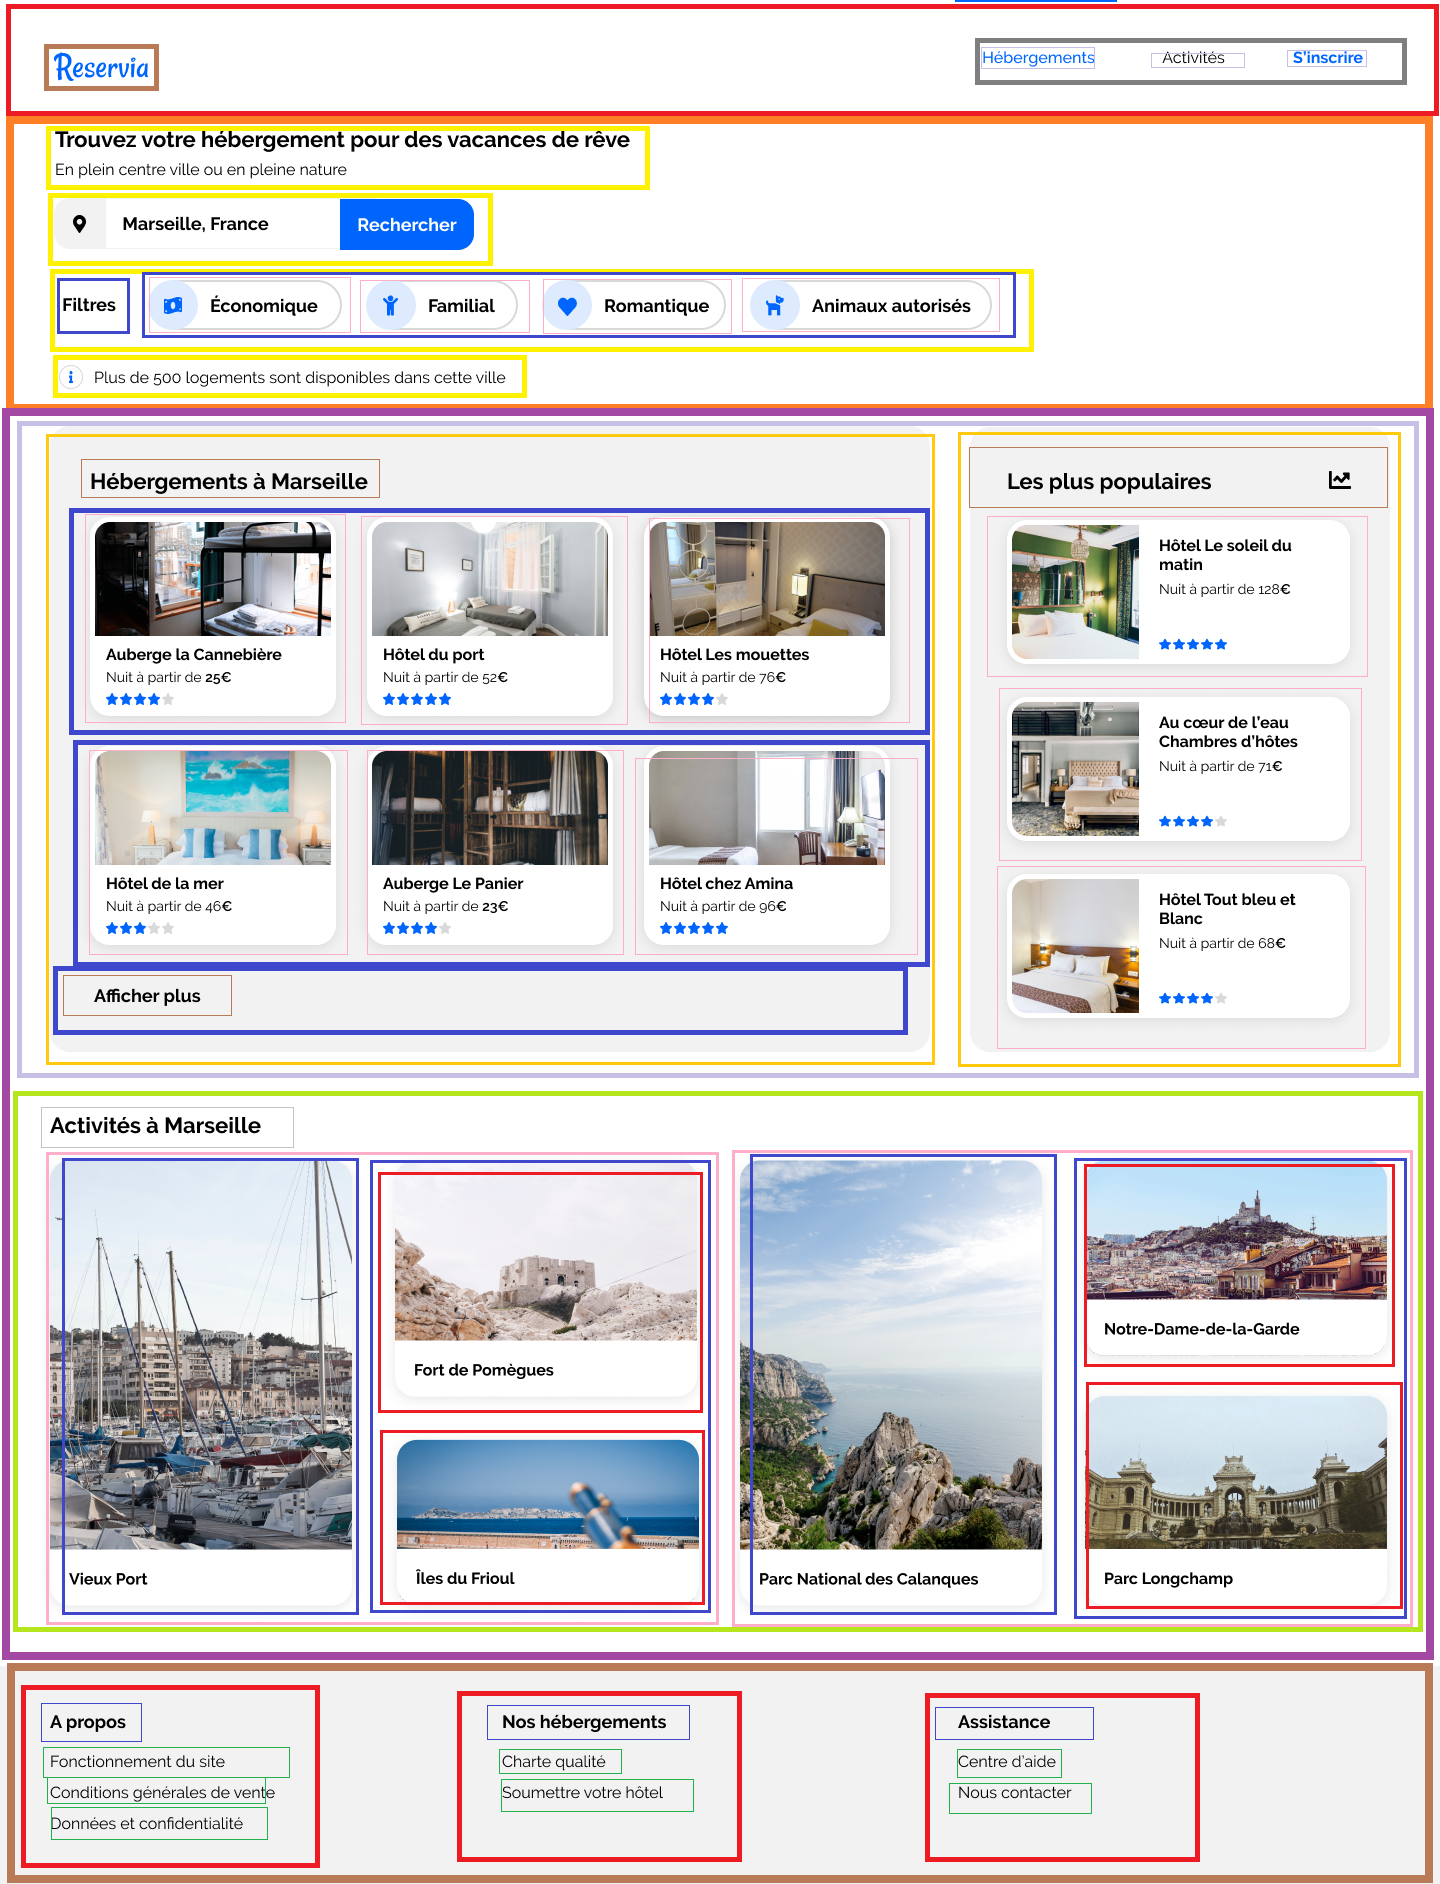 Reservia
Hébergements
Activités
S'inscrire
Trouvez votre hébergement pour des vacances de rêve
En plein centre ville ou en pleine nature
Marseille, France
Rechercher
Filtres
Économique
Familial
Romantique
Animaux autorisés
Plus de 500 logements sont disponibles dans cette ville
Hébergements à Marseille
Auberge la Cannebière
Nuit à partir de 25€
Hôtel du port
Nuit à partir de 52€
Hôtel Les mouettes
Nuit à partir de 76€
Hôtel de la mer
Nuit à partir de 46€
Auberge Le Panier
Nuit à partir de 23€
Hôtel chez Amina
Nuit à partir de 96€
Afficher plus
Les plus populaires
Hôtel Le soleil du
matin
Nuit à partir de 128€
Au cœur de l'eau
Chambres d'hôtes
Nuit à partir de 71€
Hôtel Tout bleu et
Blanc
Nuit à partir de 68€
Activités à Marseille
Vieux Port
Fort de Pomègues
Îles du Frioul
Parc National des Calanques
Notre-Dame-de-la-Garde
Parc Longchamp
A propos
Fonctionnement du site
Conditions générales de vente
Données et confidentialité
Nos hébergements
Charte qualité
Soumettre votre hôtel
Assistance
Centre d'aide
Nous contacter